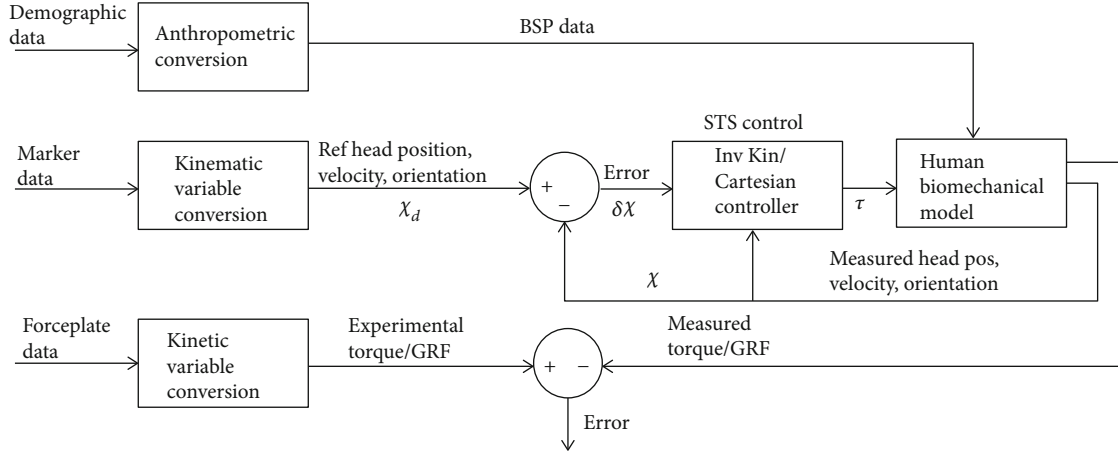 Demographic
data
Anthropometric
conversion
BSP data
Marker
data
Kinematic
variable
conversion
Ref head position,
velocity, orientation
χd
+
−
Error
δχ
STS control
Inv Kin/
Cartesian
controller
τ
Human
biomechanical
model
Measured head pos,
velocity, orientation
χ
Forceplate
data
Kinetic
variable
conversion
Experimental
torque/GRF
+ −
Measured
torque/GRF
Error